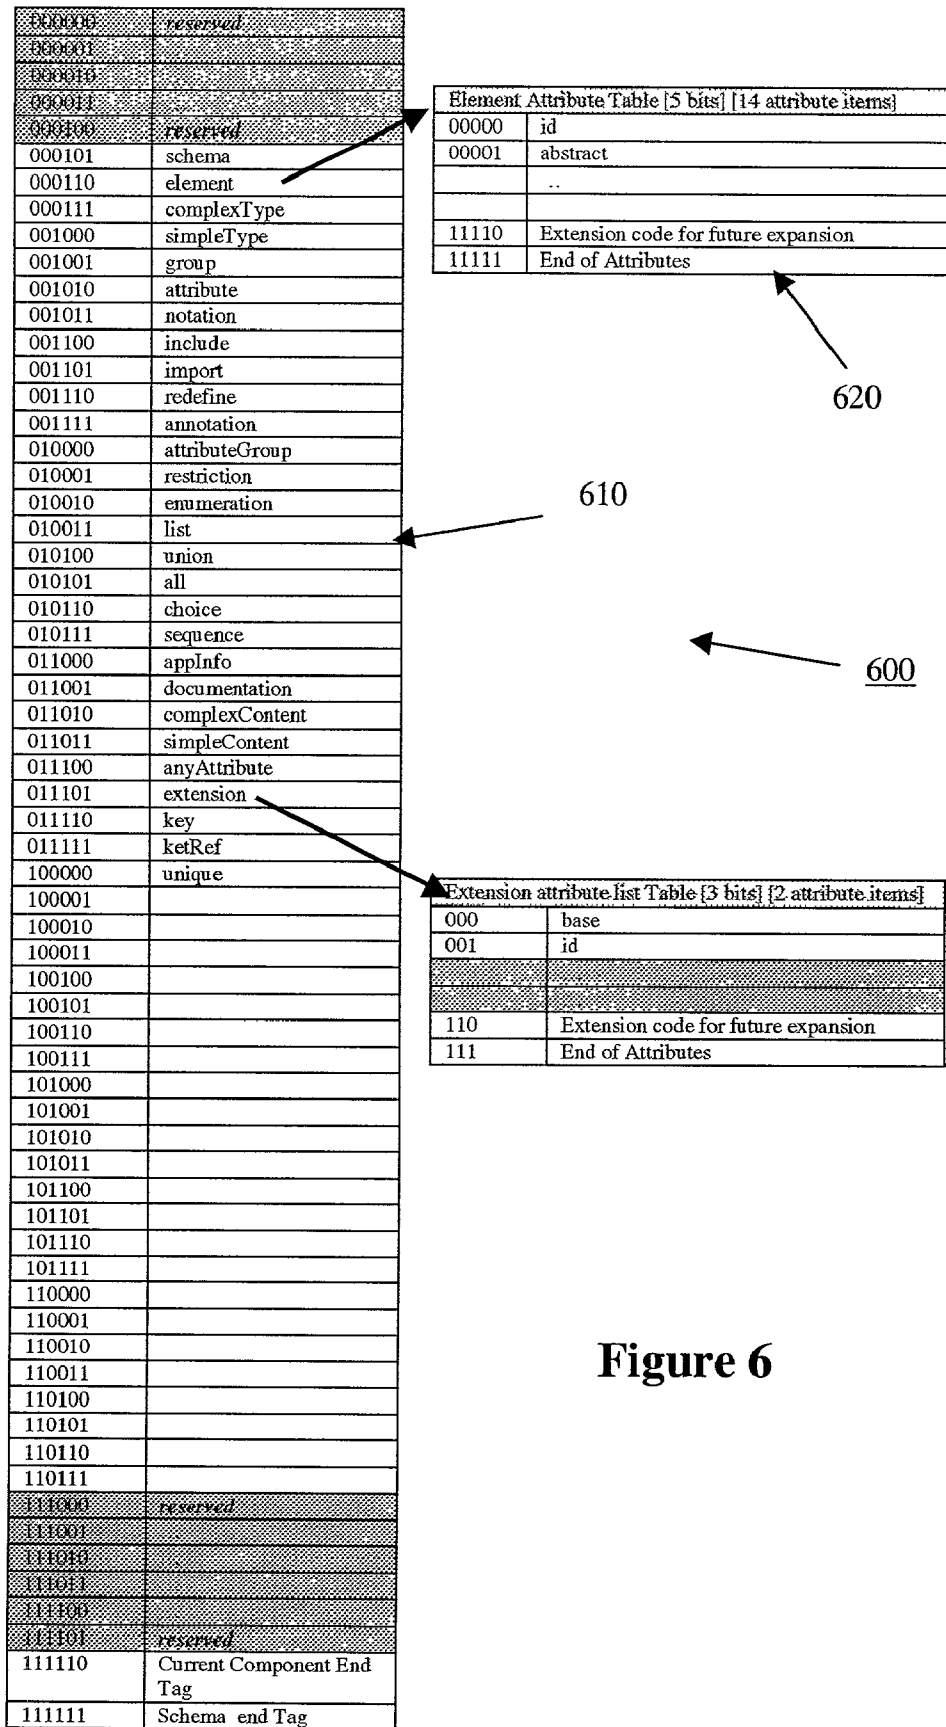 000000 reserved
000001
000010
000011
000100 reserved
000101 schema
000110 element
000111 complexType
001000 simpleType
001001 group
001010 attribute
001011 notation
001100 include
001101 import
001110 redefine
001111 annotation
010000 attributeGroup
010001 restriction
010010 enumeration
010011 list
010100 union
010101 all
010110 choice
010111 sequence
011000 appInfo
011001 documentation
011010 complexContent
011011 simpleContent
011100 anyAttribute
011101 extension
011110 key
011111 ketRef
100000 unique
100001
100010
100011
100100
100101
100110
100111
101000
101001
101010
101011
101100
101101
101110
101111
110000
110001
110010
110011
110100
110101
110110
110111
111000 reserved
111001
111010
111011
111100
111101 reserved
111110 Current Component End
Tag
111111 Schema end Tag
Element Attribute Table [5 bits] [14 attribute items]
00000 id
00001 abstract
..
11110 Extension code for future expansion
11111 End of Attributes
620
610
600
Extension attribute list Table [3 bits] [2 attribute items]
000 base
001 id
110 Extension code for future expansion
111 End of Attributes
Figure 6